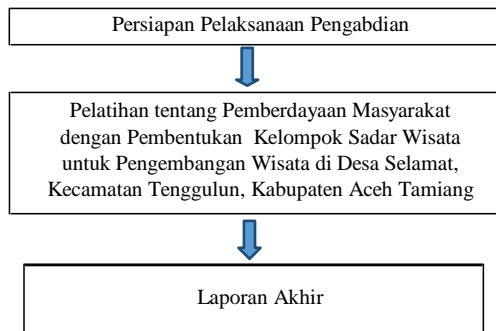 Persiapan Pelaksanaan Pengabdian
Pelatihan tentang Pemberdayaan Masyarakat
dengan Pembentukan Kelompok Sadar Wisata
untuk Pengembangan Wisata di Desa Selamat,
Kecamatan Tenggulun, Kabupaten Aceh Tamiang
Laporan Akhir